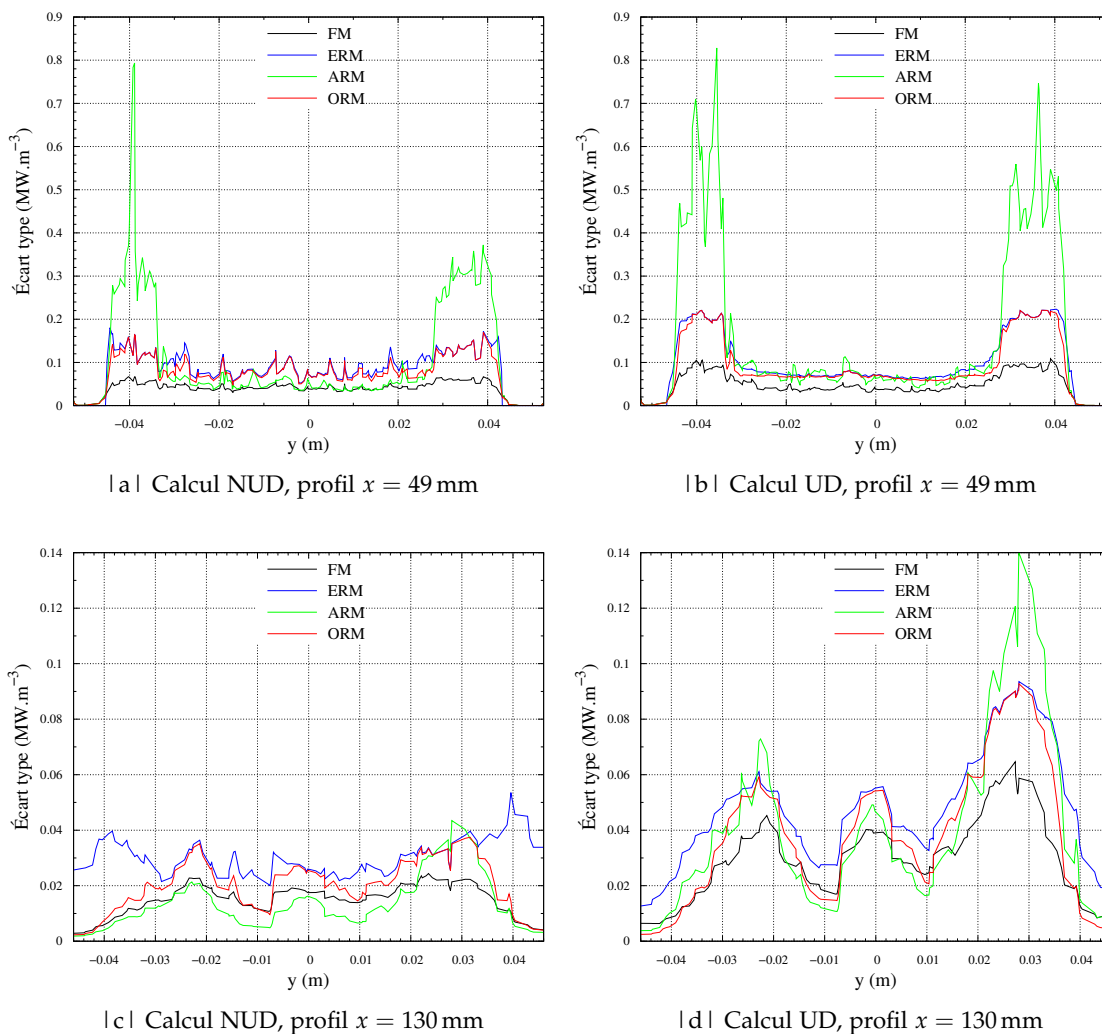 0.9
0.8
0.7
0.6
0.5
0.4
0.3
0.2
0.1
0
Écart type (MW.m−3)
FM
ERM
ARM
ORM
−0.04 −0.02 0 0.02 0.04
y (m)
|a| Calcul NUD, profil x = 49 mm
0.9
0.8
0.7
0.6
0.5
0.4
0.3
0.2
0.1
0
Écart type (MW.m−3)
FM
ERM
ARM
ORM
−0.04 −0.02 0 0.02 0.04
y (m)
|b| Calcul UD, profil x = 49 mm
0.14
0.12
0.1
0.08
0.06
0.04
0.02
0
Écart type (MW.m−3)
FM
ERM
ARM
ORM
−0.04 −0.03 −0.02 −0.01 0 0.01 0.02 0.03 0.04
y (m)
|c| Calcul NUD, profil x = 130 mm
0.14
0.12
0.1
0.08
0.06
0.04
0.02
0
Écart type (MW.m−3)
FM
ERM
ARM
ORM
−0.04 −0.03 −0.02 −0.01 0 0.01 0.02 0.03 0.04
y (m)
|d| Calcul UD, profil x = 130 mm